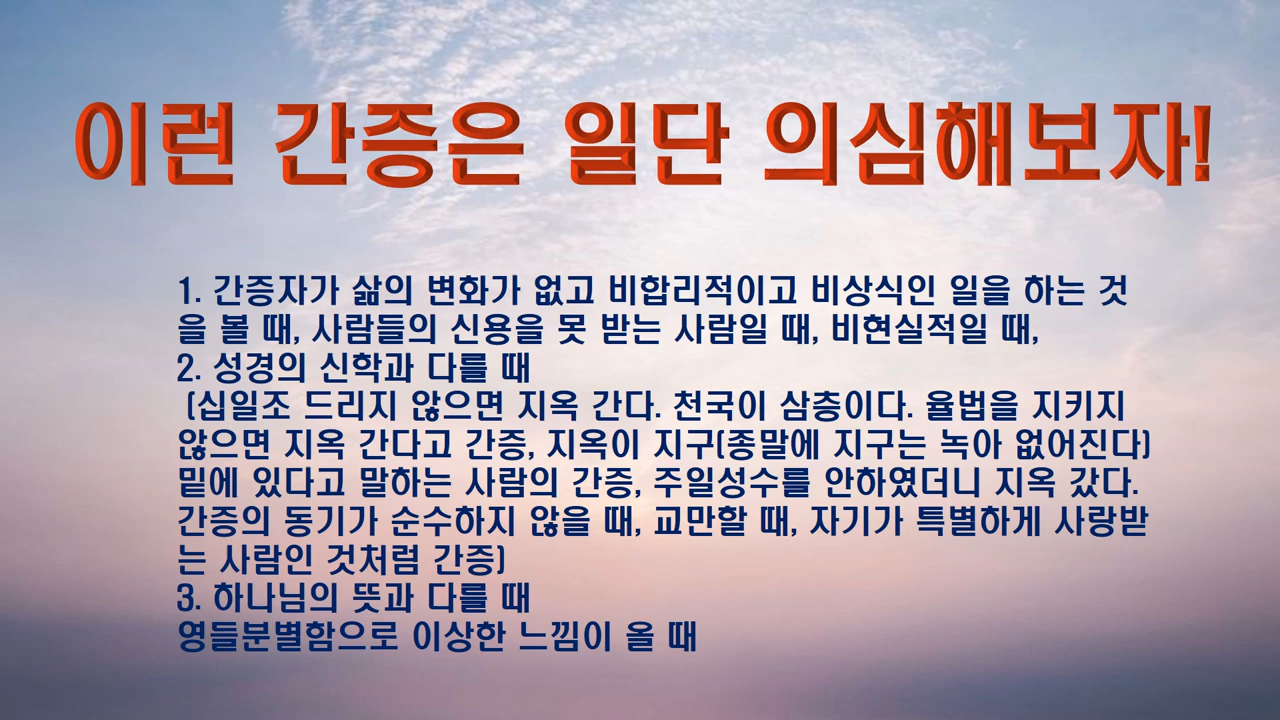 이런 간증은 일단 의심해보자!
1. 간증자가 삶의 변화가 없고 비합리적이고 비상식인 일을 하는 것
을 볼 때, 사람들의 신용을 못 받는 사람일 때, 비현실적일 때,
2. 성경의 신학과 다를 때
(십일조 드리지 않으면 지옥 간다. 천국이 삼층이다. 율법을 지키지
않으면 지옥 간다고 간증, 지옥이 지구(종말에 지구는 녹아 없어진다)
밑에 있다고 말하는 사람의 간증, 주일성수를 안하였더니 지옥 갔다.
간증의 동기가 순수하지 않을 때, 교만할 때, 자기가 특별하게 사랑받
는 사람인 것처럼 간증)
3. 하나님의 뜻과 다를 때
영들분별함으로 이상한 느낌이 올 때